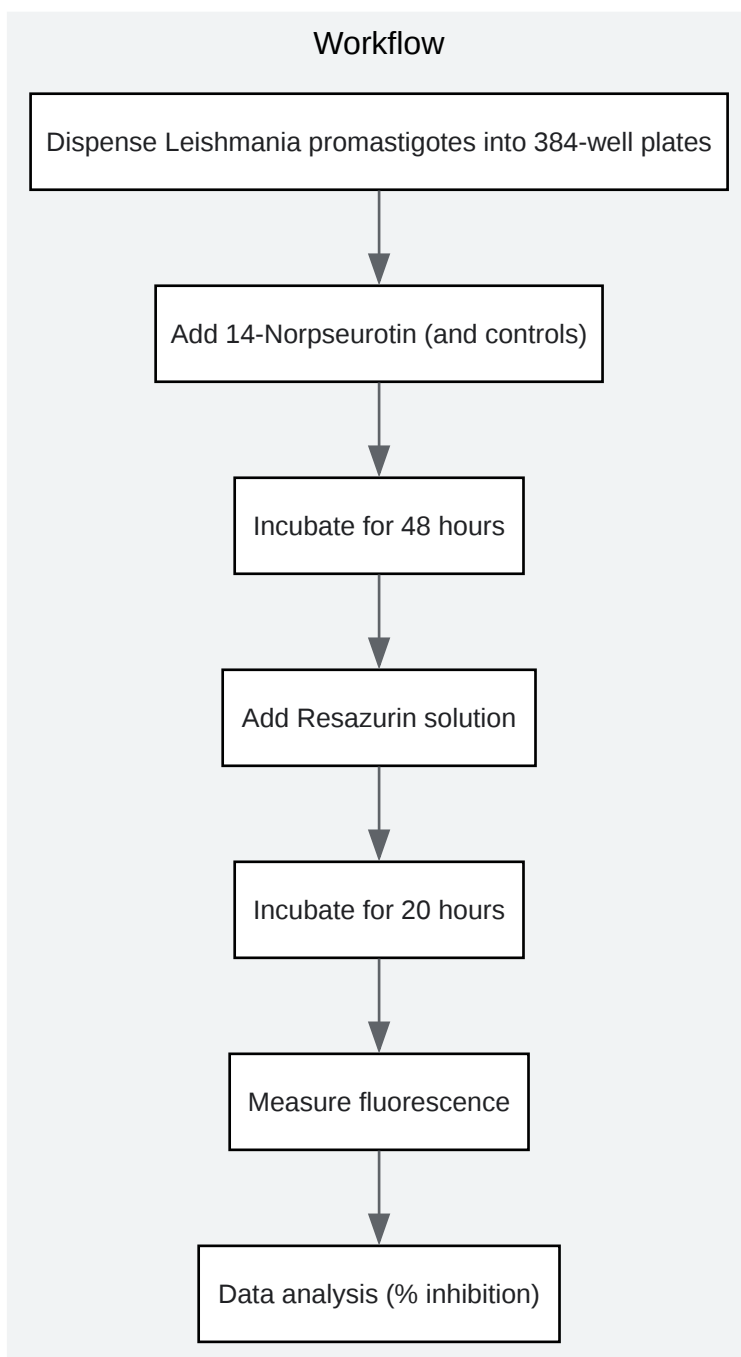 Workflow
Dispense Leishmania promastigotes into 384-well plates
Add 14-Norpseurotin (and controls)
Incubate for 48 hours
Add Resazurin solution
Incubate for 20 hours
Measure fluorescence
Data analysis (% inhibition)